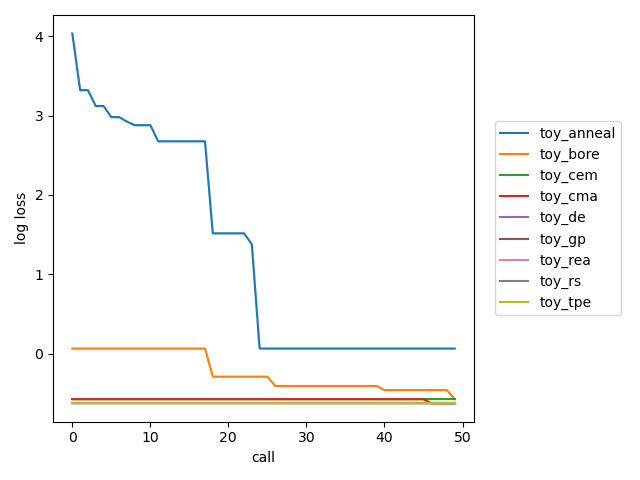 4
3
2
1
0
log loss
0
10
20
30
40
50
call
toy_anneal
toy_bore
toy_cem
toy_cma
toy_de
toy_gp
toy_rea
toy_rs
toy_tpe